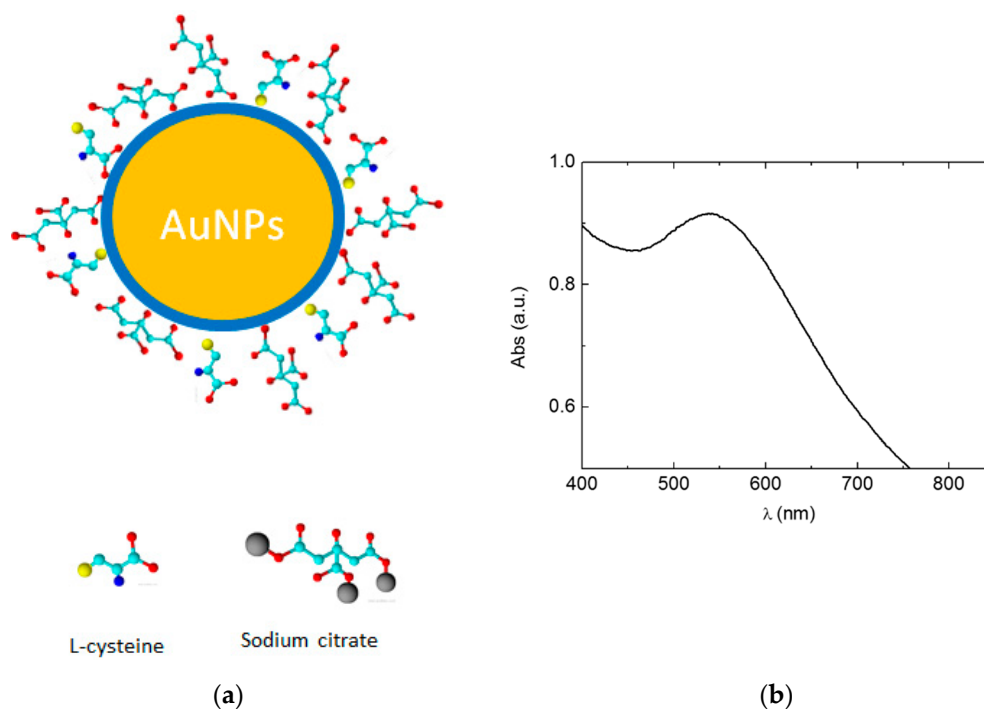 AuNPs
L-cysteine
Sodium citrate
(a)
1.0
0.8
0.6
Abs (a.u.)
400 500 600 700 800
λ (nm)
(b)